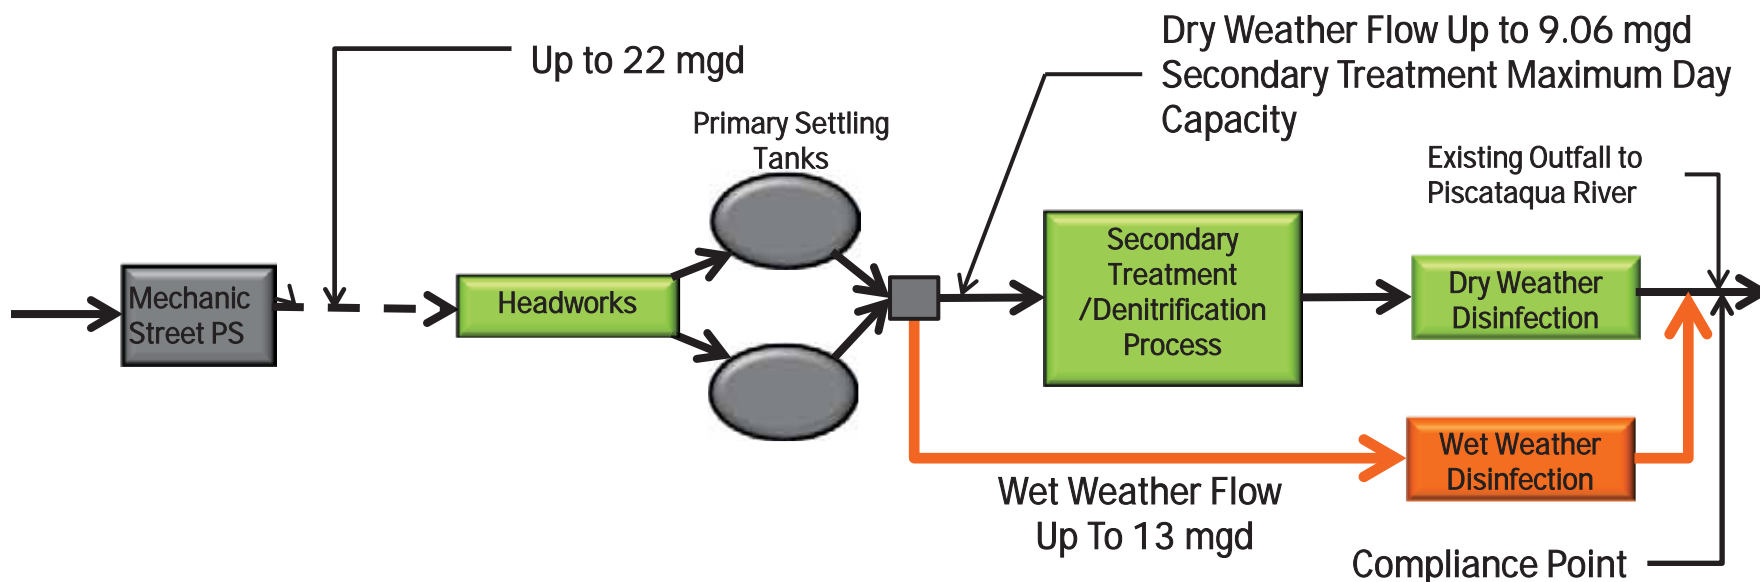 Up to 22 mgd
Dry Weather Flow Up to 9.06 mgd
Secondary Treatment Maximum Day
Capacity
Primary Settling
Tanks
Existing Outfall to
Piscataqua River
Mechanic
Street PS
Headworks
Secondary
Treatment
/Denitrification
Process
Dry Weather
Disinfection
Wet Weather
Disinfection
Wet Weather Flow
Up To 13 mgd
Compliance Point